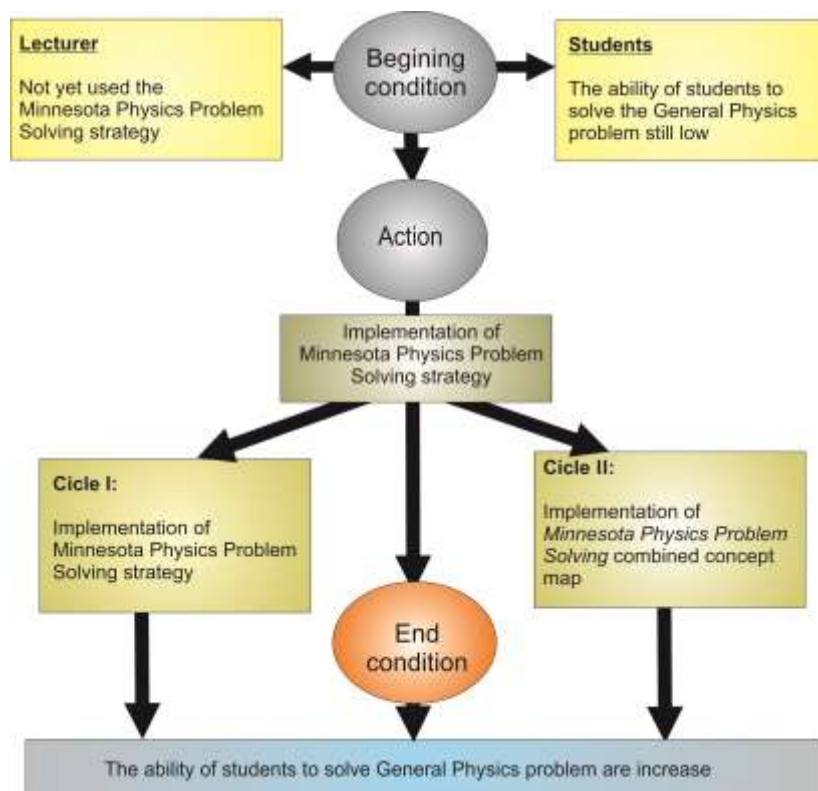 Lecturer
Not yet used the
Minnesota Physics Problem
Solving strategy
Begining
condition
Students
The ability of students to
solve the General Physics
problem still low
Action
Implementation of
Minnesota Physics Problem
Solving strategy
Cicle I:
Implementation of
Minnesota Physics Problem
Solving strategy
Cicle II:
Implementation of
Minnesota Physics Problem
Solving combined concept
map
End
condition
The ability of students to solve General Physics problem are increase